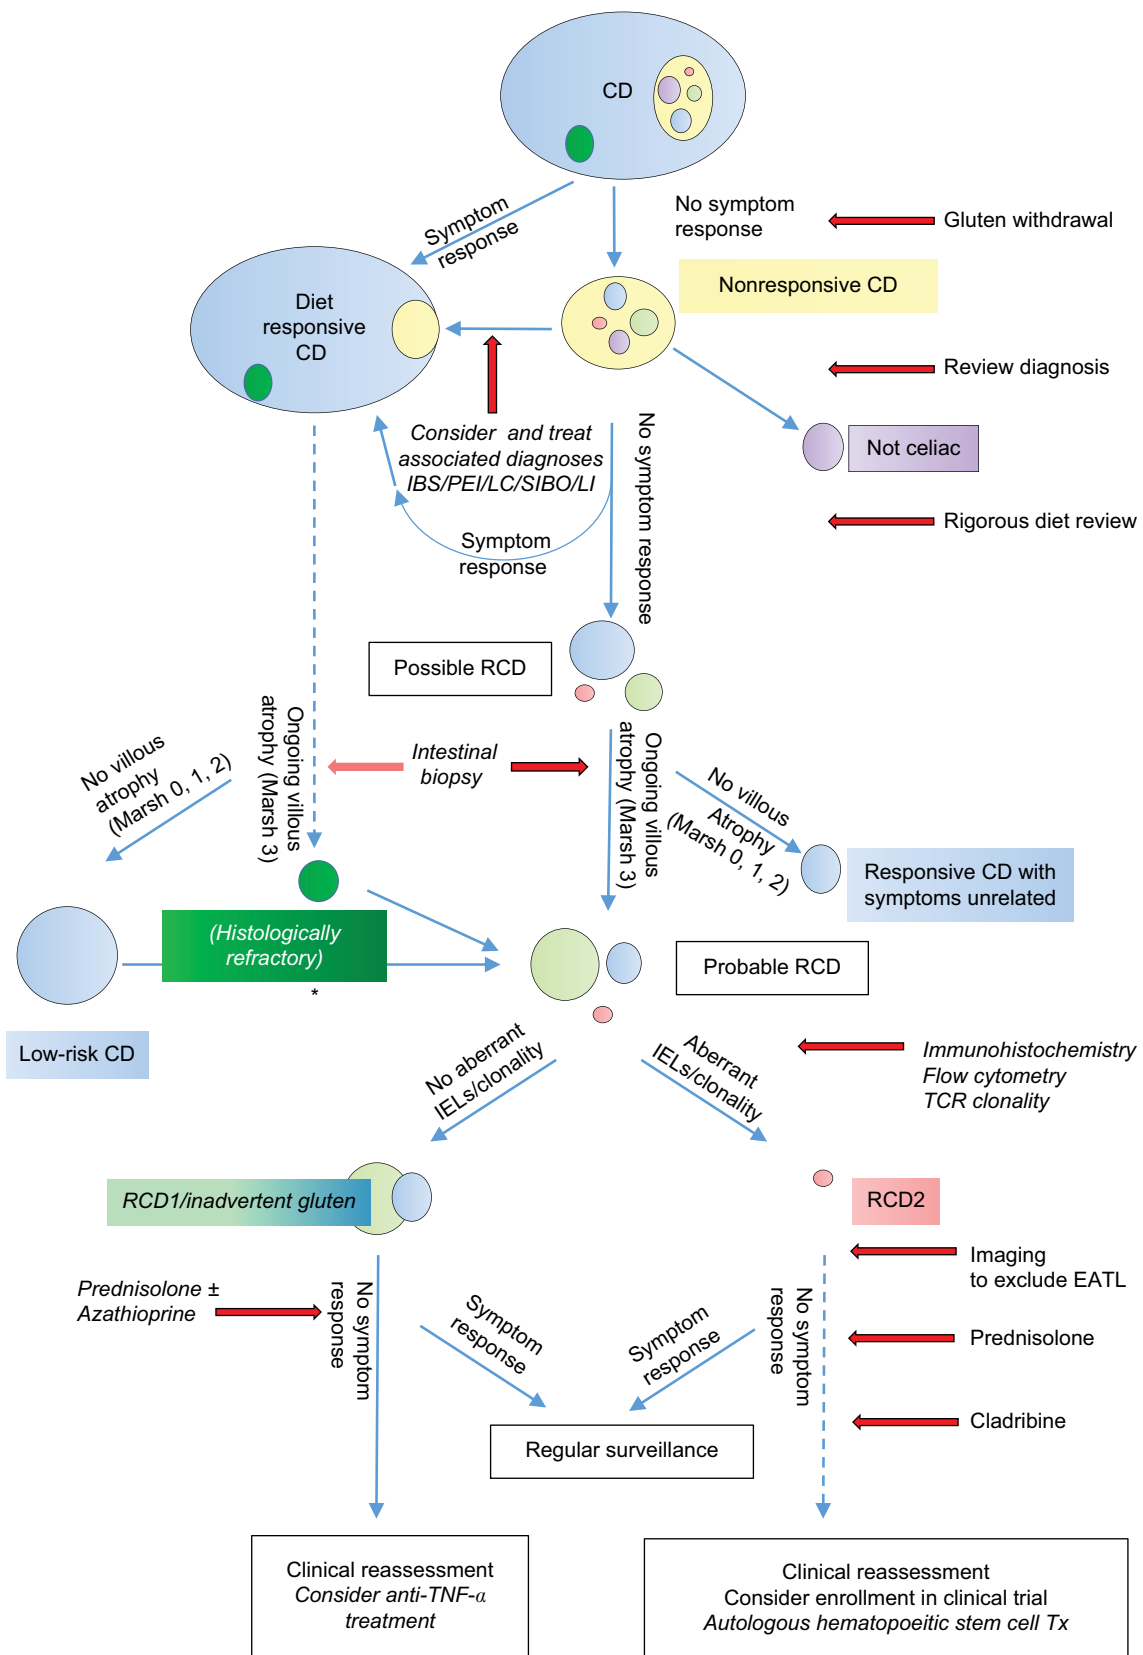 CD
Symptom
response
No symptom
response
Gluten withdrawal
Nonresponsive CD
Diet
responsive
CD
Review diagnosis
Consider and treat
associated diagnoses
IBS/PEI/LC/SIBO/LI
Not celiac
No symptom response
Rigorous diet review
Symptom
response
Possible RCD
No villous
atrophy
(Marsh 0, 1, 2)
Ongoing villous
atrophy (Marsh 3)
Intestinal
biopsy
Ongoing villous
atrophy (Marsh 3)
No villous
Atrophy
(Marsh 0, 1, 2)
Responsive CD with
symptoms unrelated
(Histologically
refractory)
*
Probable RCD
Low-risk CD
No aberrant
IELs/clonality
Aberrant
IELs/clonality
Immunohistochemistry
Flow cytometry
TCR clonality
RCD1/inadvertent gluten
RCD2
Imaging
to exclude EATL
Prednisolone ±
Azathioprine
No symptom
response
Symptom
response
Symptom
response
No symptom
response
Prednisolone
Cladribine
Regular surveillance
Clinical reassessment
Consider anti-TNF-α
treatment
Clinical reassessment
Consider enrollment in clinical trial
Autologous hematopoeitic stem cell Tx